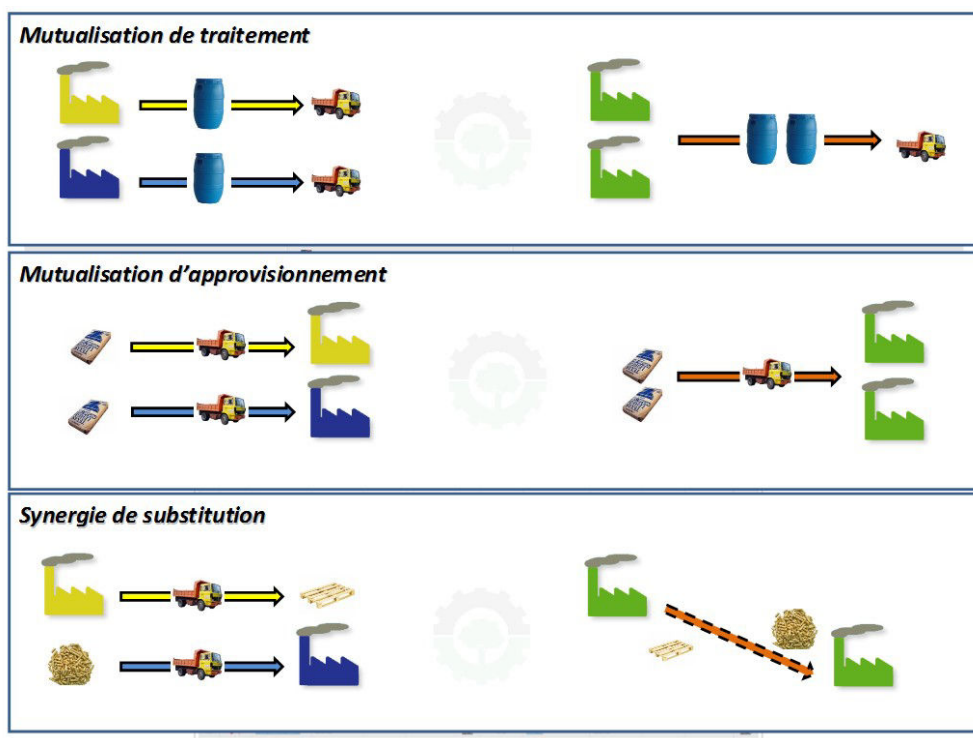 Mutualisation de traitement
Mutualisation d'approvisionnement
Synergie de substitution